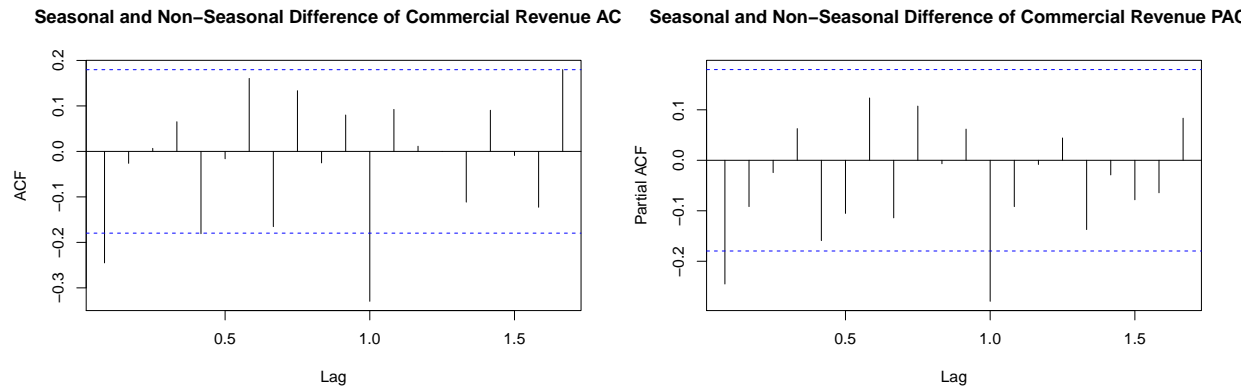 Seasonal and Non−Seasonal Difference of Commercial Revenue AC
ACF
0.2
0.1
0.0
−0.1
−0.2
−0.3
0.5
1.0
1.5
Lag
Seasonal and Non−Seasonal Difference of Commercial Revenue PAC
Partial ACF
0.1
0.0
−0.1
−0.2
0.5
1.0
1.5
Lag